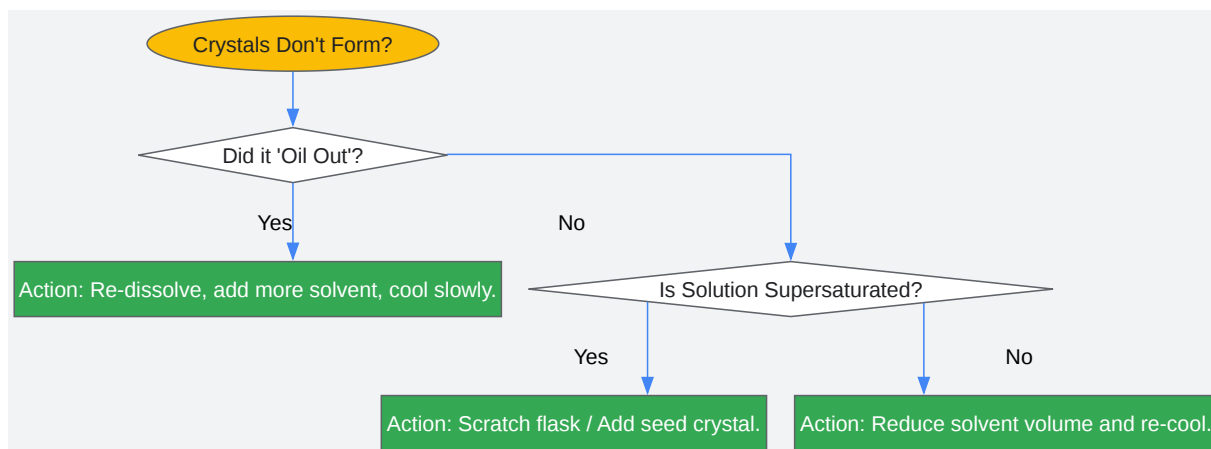 Crystals Don't Form?
Did it 'Oil Out'?
Yes
No
Action: Re-dissolve, add more solvent, cool slowly.
Is Solution Supersaturated?
Yes
No
Action: Scratch flask / Add seed crystal.
Action: Reduce solvent volume and re-cool.